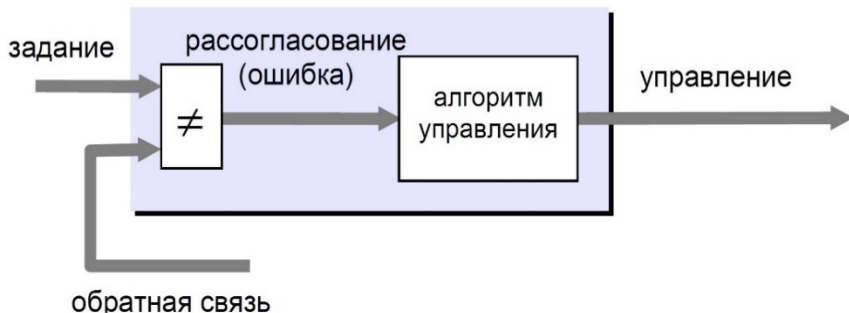 задание
рассогласование
(ошибка)
≠
алгоритм
управления
управление
обратная связь